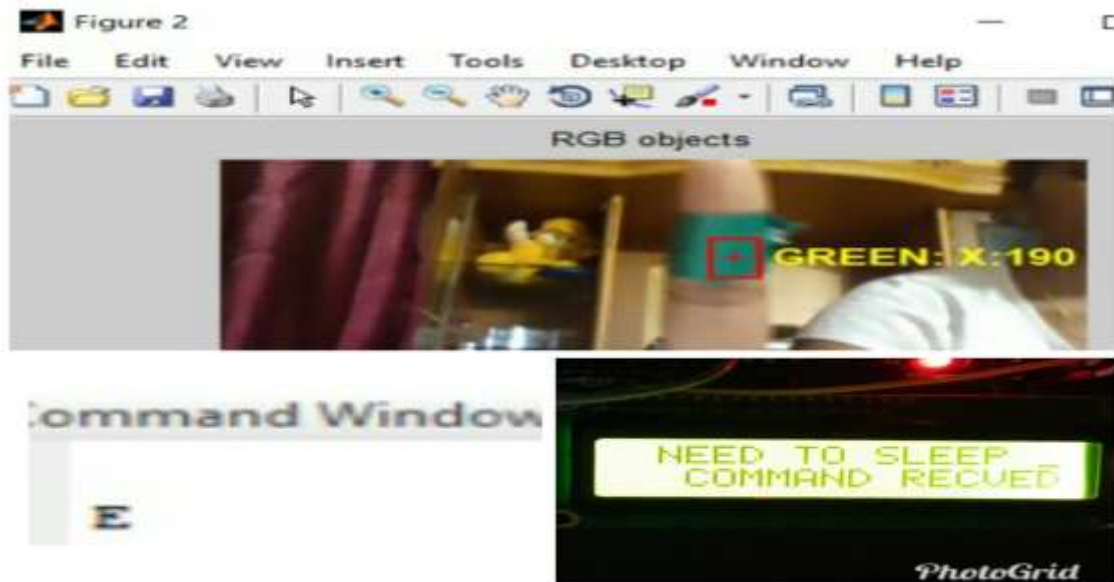 Figure 2
File Edit View Insert Tools Desktop Window Help
RGB objects
GREEN: X:190
Command Window
E
NEED TO SLEEP
COMMAND RECVED
PhotoGrid